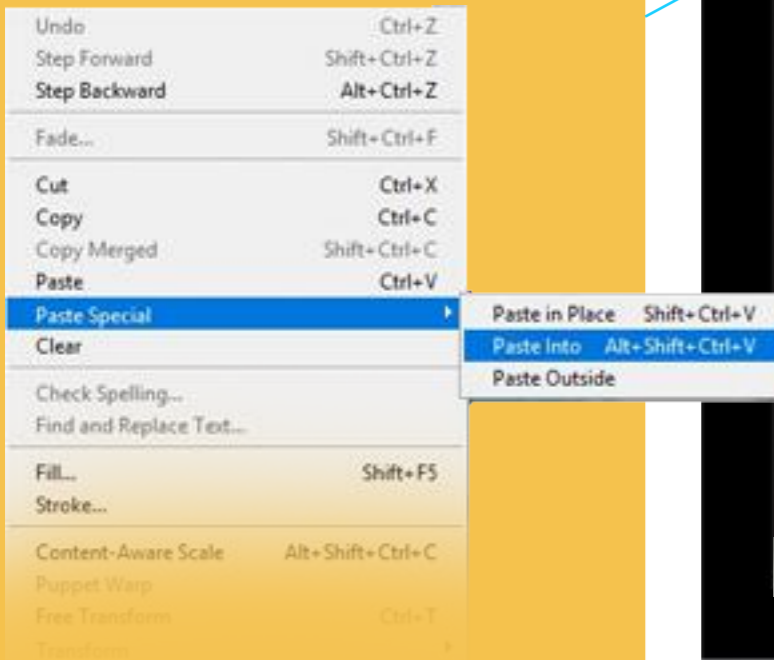 Undo Ctrl+Z
Step Forward Shift+Ctrl+Z
Step Backward Alt+Ctrl+Z
Fade... Shift+Ctrl+F
Cut Ctrl+X
Copy Ctrl+C
Copy Merged Shift+Ctrl+C
Paste Ctrl+V
Paste Special
Paste in Place Shift+Ctrl+V
Paste Into Alt+Shift+Ctrl+V
Paste Outside
Clear
Check Spelling...
Find and Replace Text...
Fill... Shift+F5
Stroke...
Content-Aware Scale Alt+Shift+Ctrl+C
Puppet Warp
Free Transform Ctrl+T
Transform